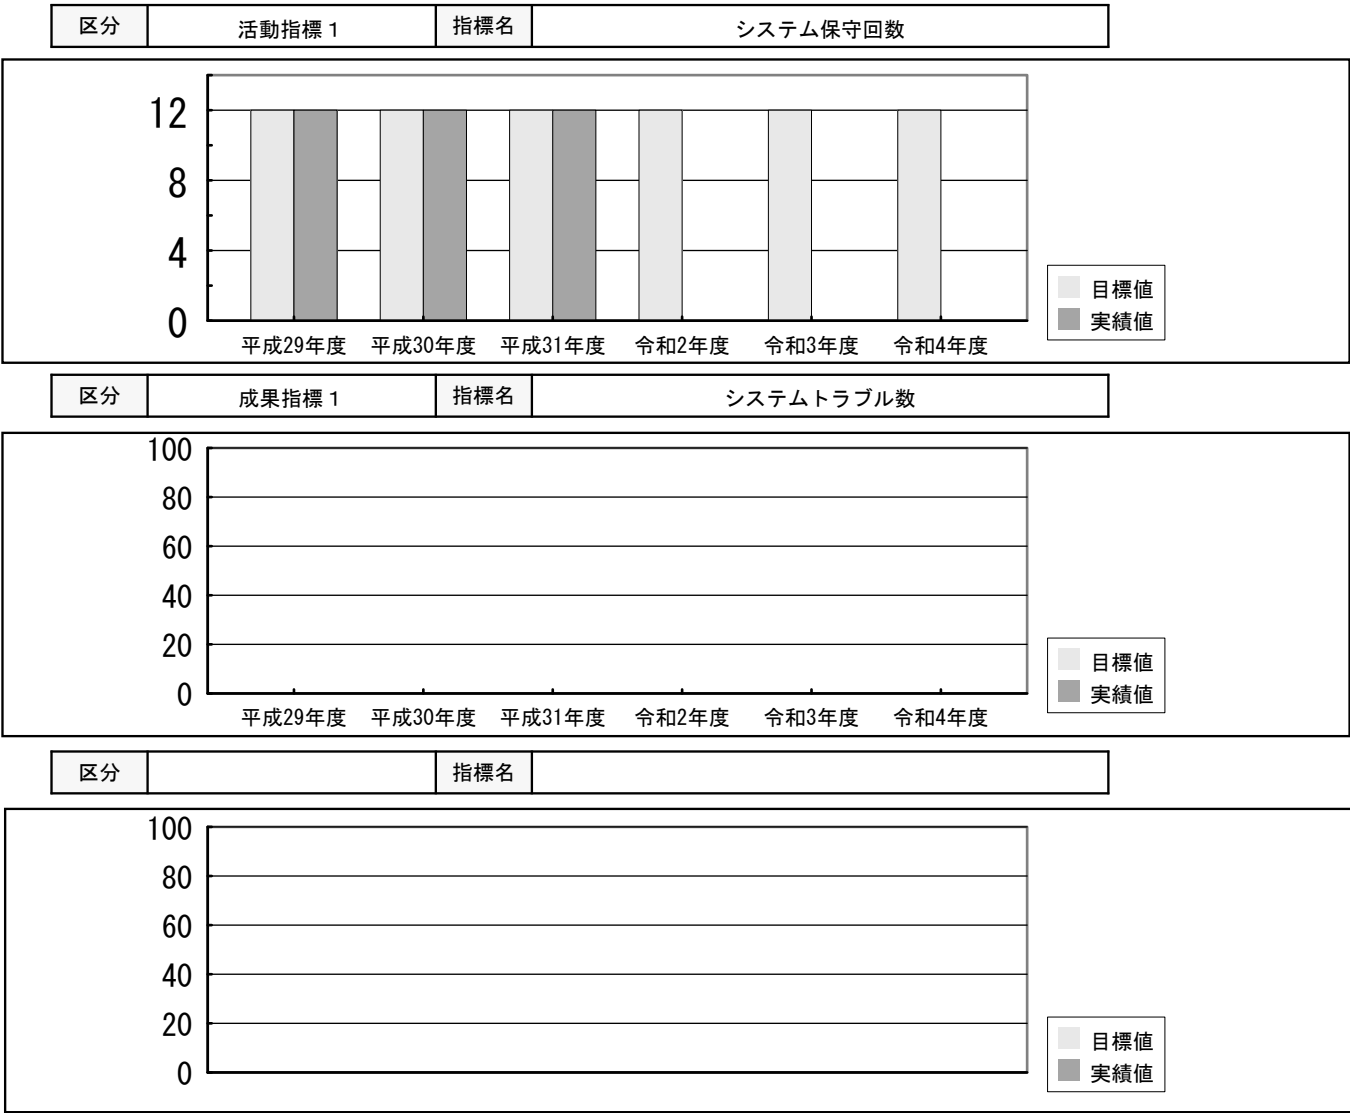 区分 活動指標１ 指標名 システム保守回数
12
8
4
0
平成29年度 平成30年度 平成31年度 令和2年度 令和3年度 令和4年度
目標値
実績値
区分 成果指標１ 指標名 システムトラブル数
100
80
60
40
20
0
平成29年度 平成30年度 平成31年度 令和2年度 令和3年度 令和4年度
目標値
実績値
区分 指標名
100
80
60
40
20
0
目標値
実績値